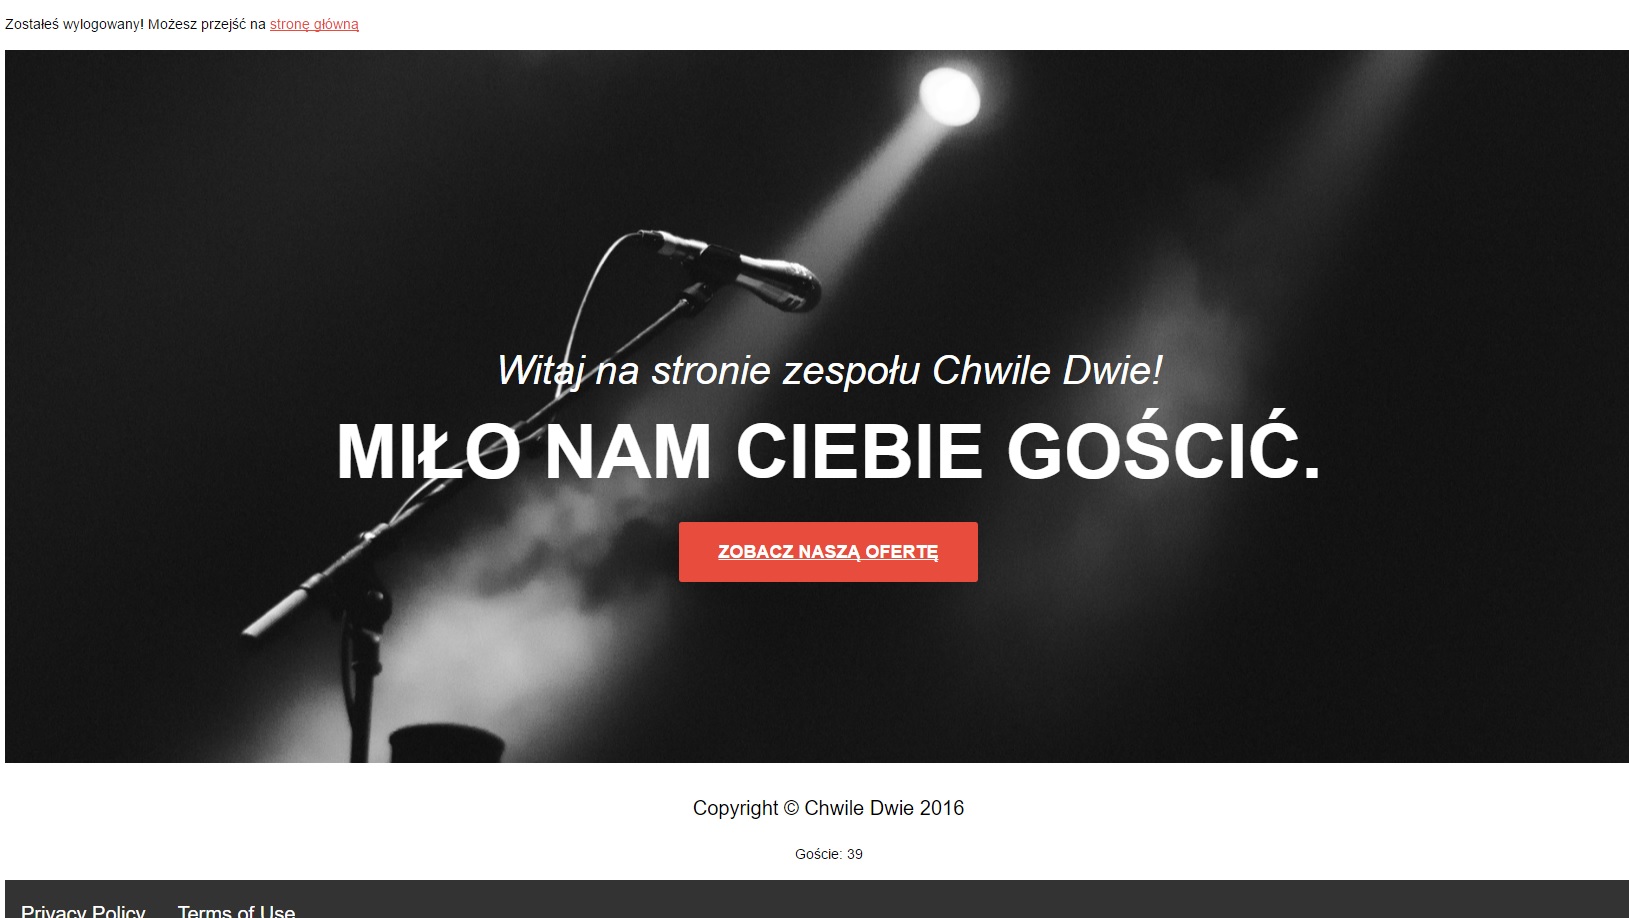 Zostałeś wylogowany! Możesz przejść na stronę główną
Witaj na stronie zespołu Chwile Dwie!
MIŁO NAM CIEBIE GOŚCIĆ.
ZOBACZ NASZĄ OFERTĘ
Copyright © Chwile Dwie 2016
Goście: 39
Privacy Policy Terms of Use